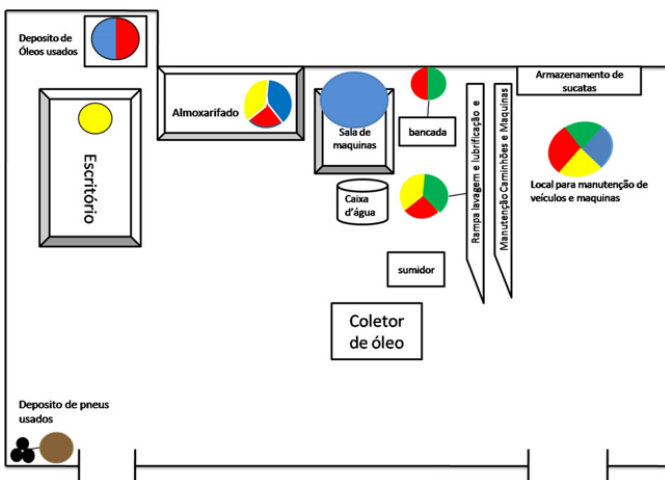 Deposito de
Óleos usados
Almoxarifado
Sala de
maquinas
bancada
Armazenamento de
sucatas
Escritório
Caixa
d'água
Rampa lavagem e lubrificação e
Manutenção Caminhões e Maquinas
Local para manutenção de
veículos e maquinas
sumidor
Coletor
de óleo
Deposito de pneus
usados